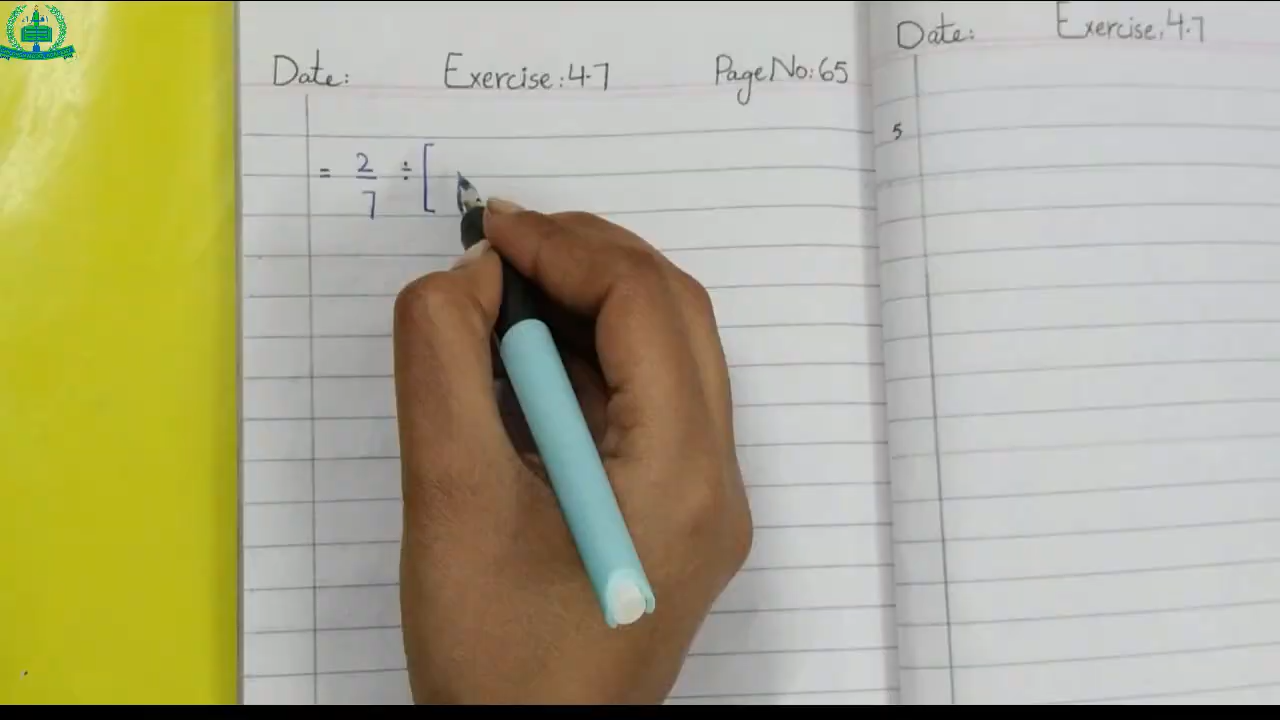 Date: Exercise:4.7 Page No:65
= 2/7 ÷ [
Date: Exercise,4.7
5